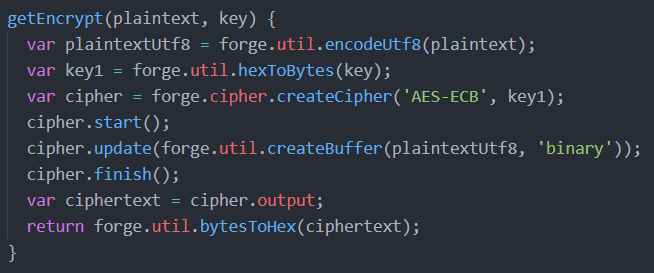 getEncrypt(plaintext, key) {
  var plaintextUtf8 = forge.util.encodeUtf8(plaintext);
  var key1 = forge.util.hexToBytes(key);
  var cipher = forge.cipher.createCipher('AES-ECB', key1);
  cipher.start();
  cipher.update(forge.util.createBuffer(plaintextUtf8, 'binary'));
  cipher.finish();
  var ciphertext = cipher.output;
  return forge.util.bytesToHex(ciphertext);
}